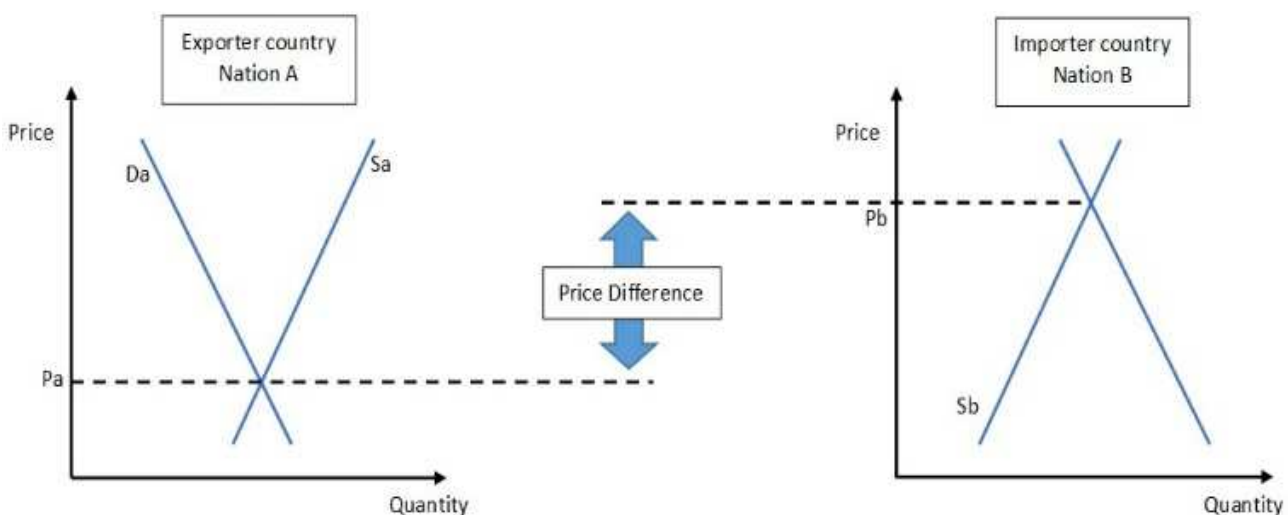 Exporter country
Nation A
Importer country
Nation B
Price
Price
Da
Sa
Pb
Price Difference
Pa
Sb
Quantity
Quantity